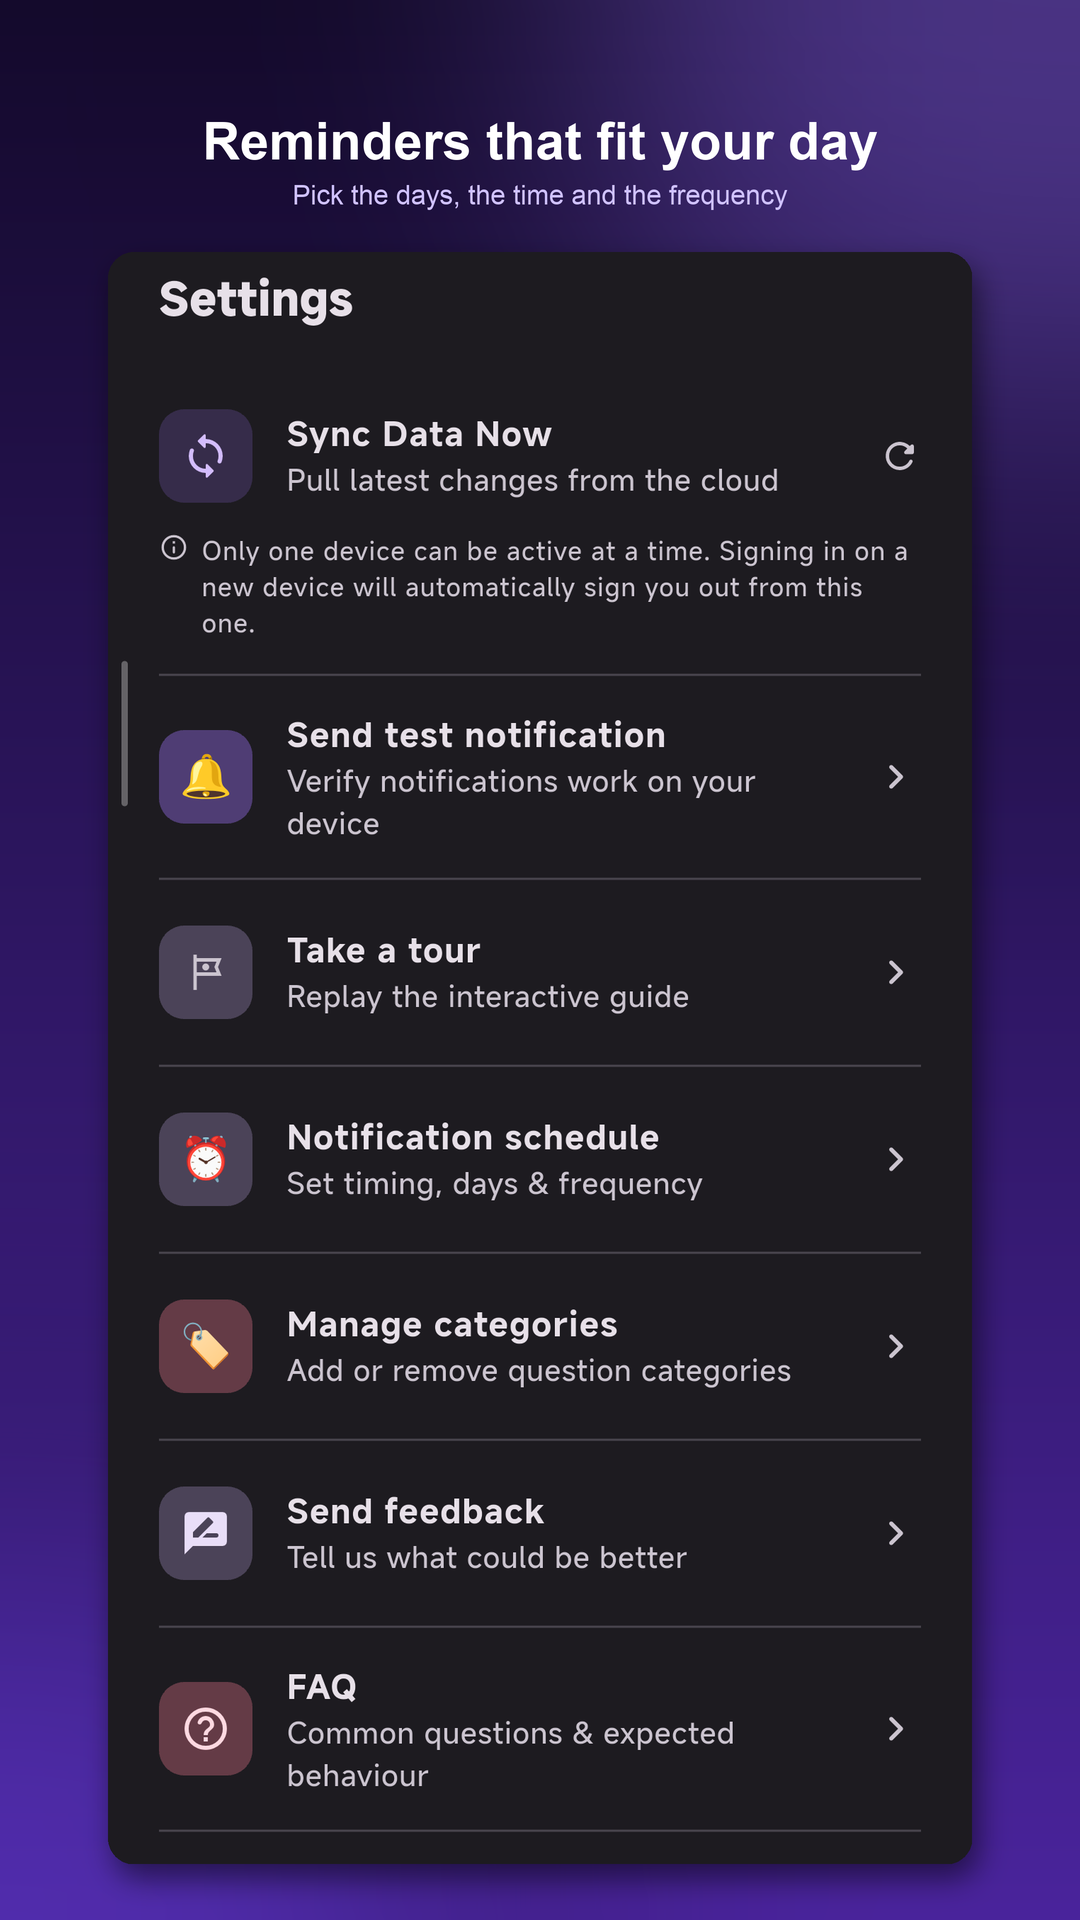 Reminders that fit your day
Pick the days, the time and the frequency
Settings
Sync Data Now
Pull latest changes from the cloud
Only one device can be active at a time. Signing in on a
new device will automatically sign you out from this
one.
Send test notification
Verify notifications work on your
device
Take a tour
Replay the interactive guide
Notification schedule
Set timing, days & frequency
Manage categories
Add or remove question categories
Send feedback
Tell us what could be better
FAQ
Common questions & expected
behaviour